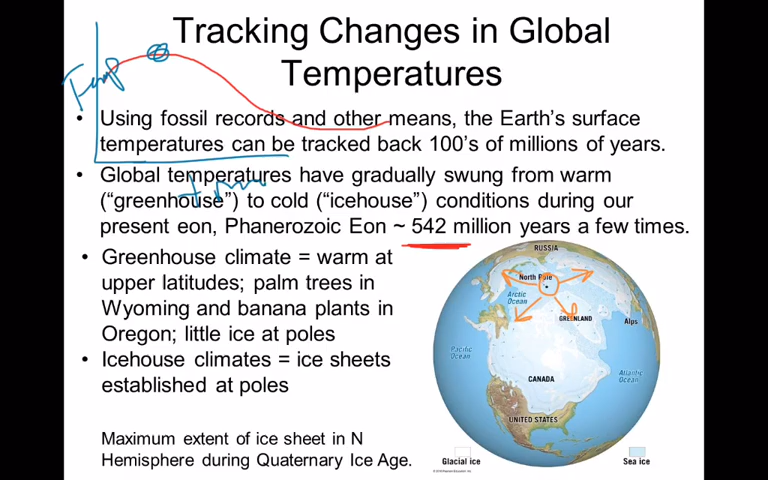 Tracking Changes in Global
Temperatures
Temp
• Using fossil records and other means, the Earth's surface
temperatures can be tracked back 100's of millions of years.
• Global temperatures have gradually swung from warm
("greenhouse") to cold ("icehouse") conditions during our
present eon, Phanerozoic Eon ~ 542 million years a few times.
• Greenhouse climate = warm at
upper latitudes; palm trees in
Wyoming and banana plants in
Oregon; little ice at poles
• Icehouse climates = ice sheets
established at poles
Maximum extent of ice sheet in N
Hemisphere during Quaternary Ice Age.
RUSSIA
North Pole
Arctic
Ocean
GREENLAND
Alps
Pacific
Ocean
CANADA
Atlantic
Ocean
UNITED STATES
Glacial ice
Sea ice